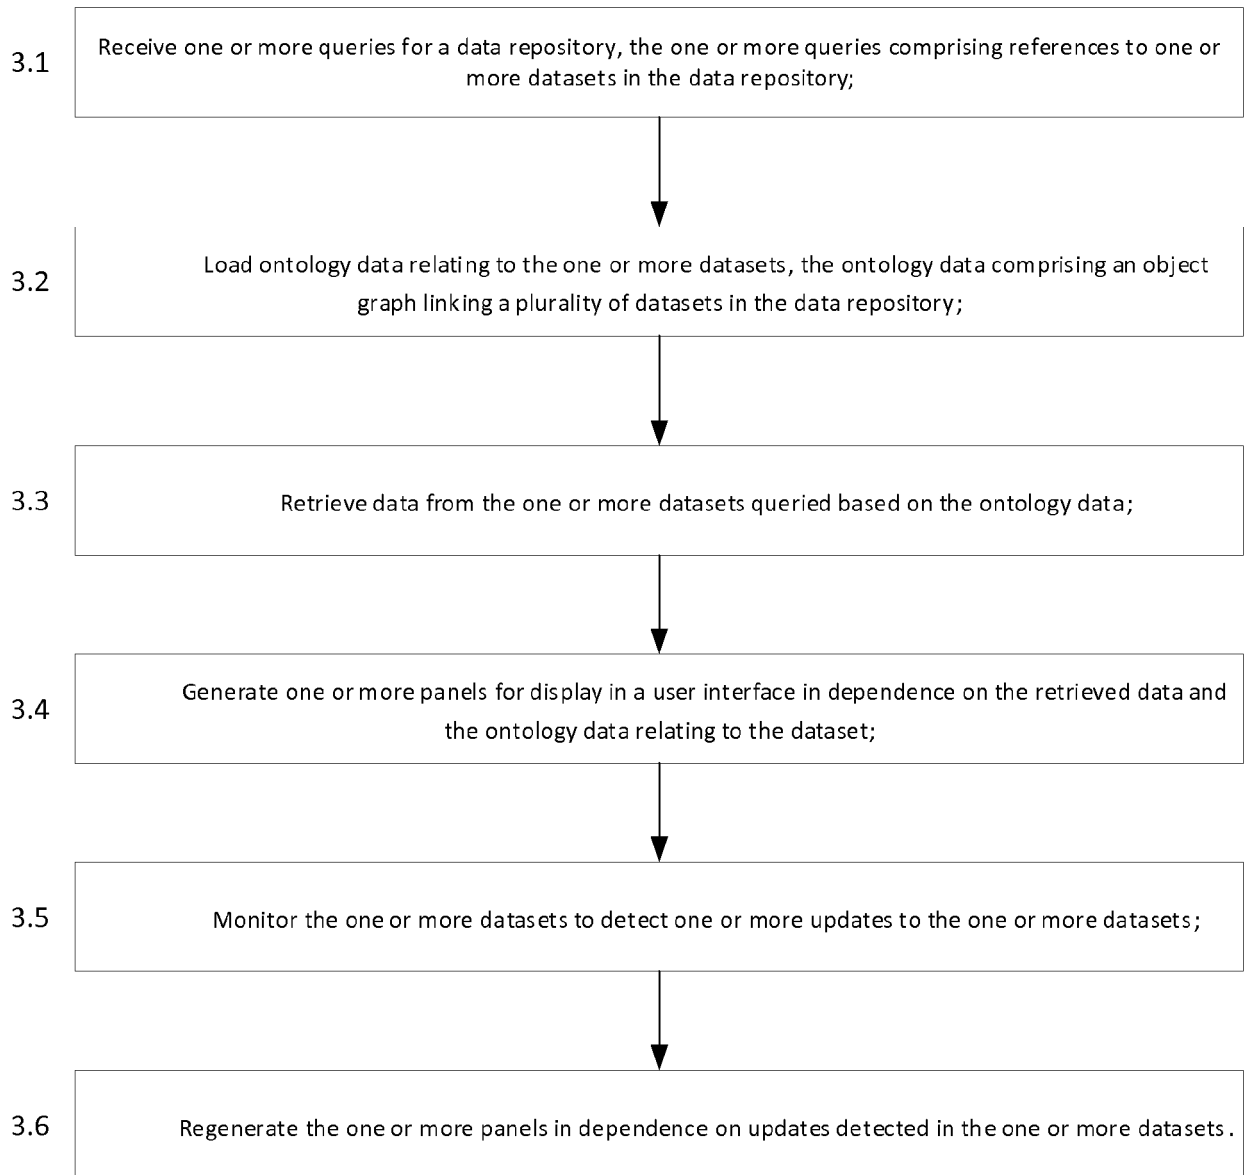 3.1
Receive one or more queries for a data repository, the one or more queries comprising references to one or
more datasets in the data repository;
3.2
Load ontology data relating to the one or more datasets, the ontology data comprising an object
graph linking a plurality of datasets in the data repository;
3.3
Retrieve data from the one or more datasets queried based on the ontology data;
3.4
Generate one or more panels for display in a user interface in dependence on the retrieved data and
the ontology data relating to the dataset;
3.5
Monitor the one or more datasets to detect one or more updates to the one or more datasets;
3.6
Regenerate the one or more panels in dependence on updates detected in the one or more datasets.